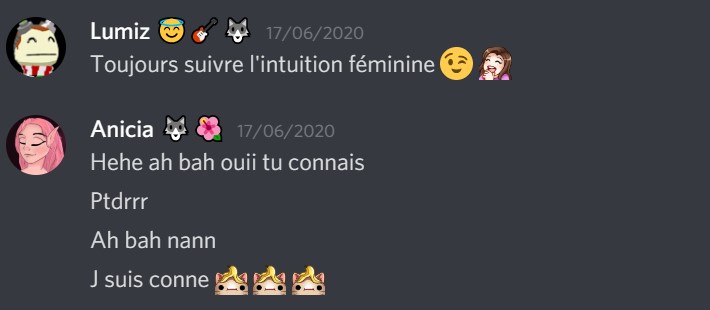 Lumiz 😇 🎸 🐺 17/06/2020
Toujours suivre l'intuition féminine 😉
Anicia 🐺 🌺 17/06/2020
Hehe ah bah ouii tu connais
Ptdrrr
Ah bah nann
J suis conne